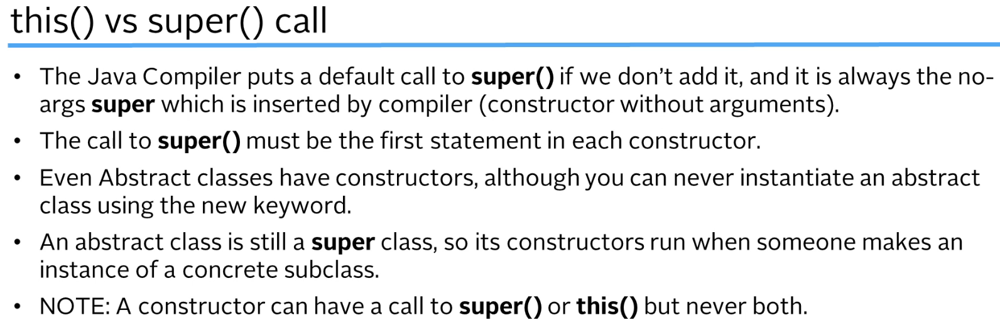 this() vs super() call
• The Java Compiler puts a default call to super() if we don’t add it, and it is always the no-
args super which is inserted by compiler (constructor without arguments).
• The call to super() must be the first statement in each constructor.
• Even Abstract classes have constructors, although you can never instantiate an abstract
class using the new keyword.
• An abstract class is still a super class, so its constructors run when someone makes an
instance of a concrete subclass.
• NOTE: A constructor can have a call to super() or this() but never both.